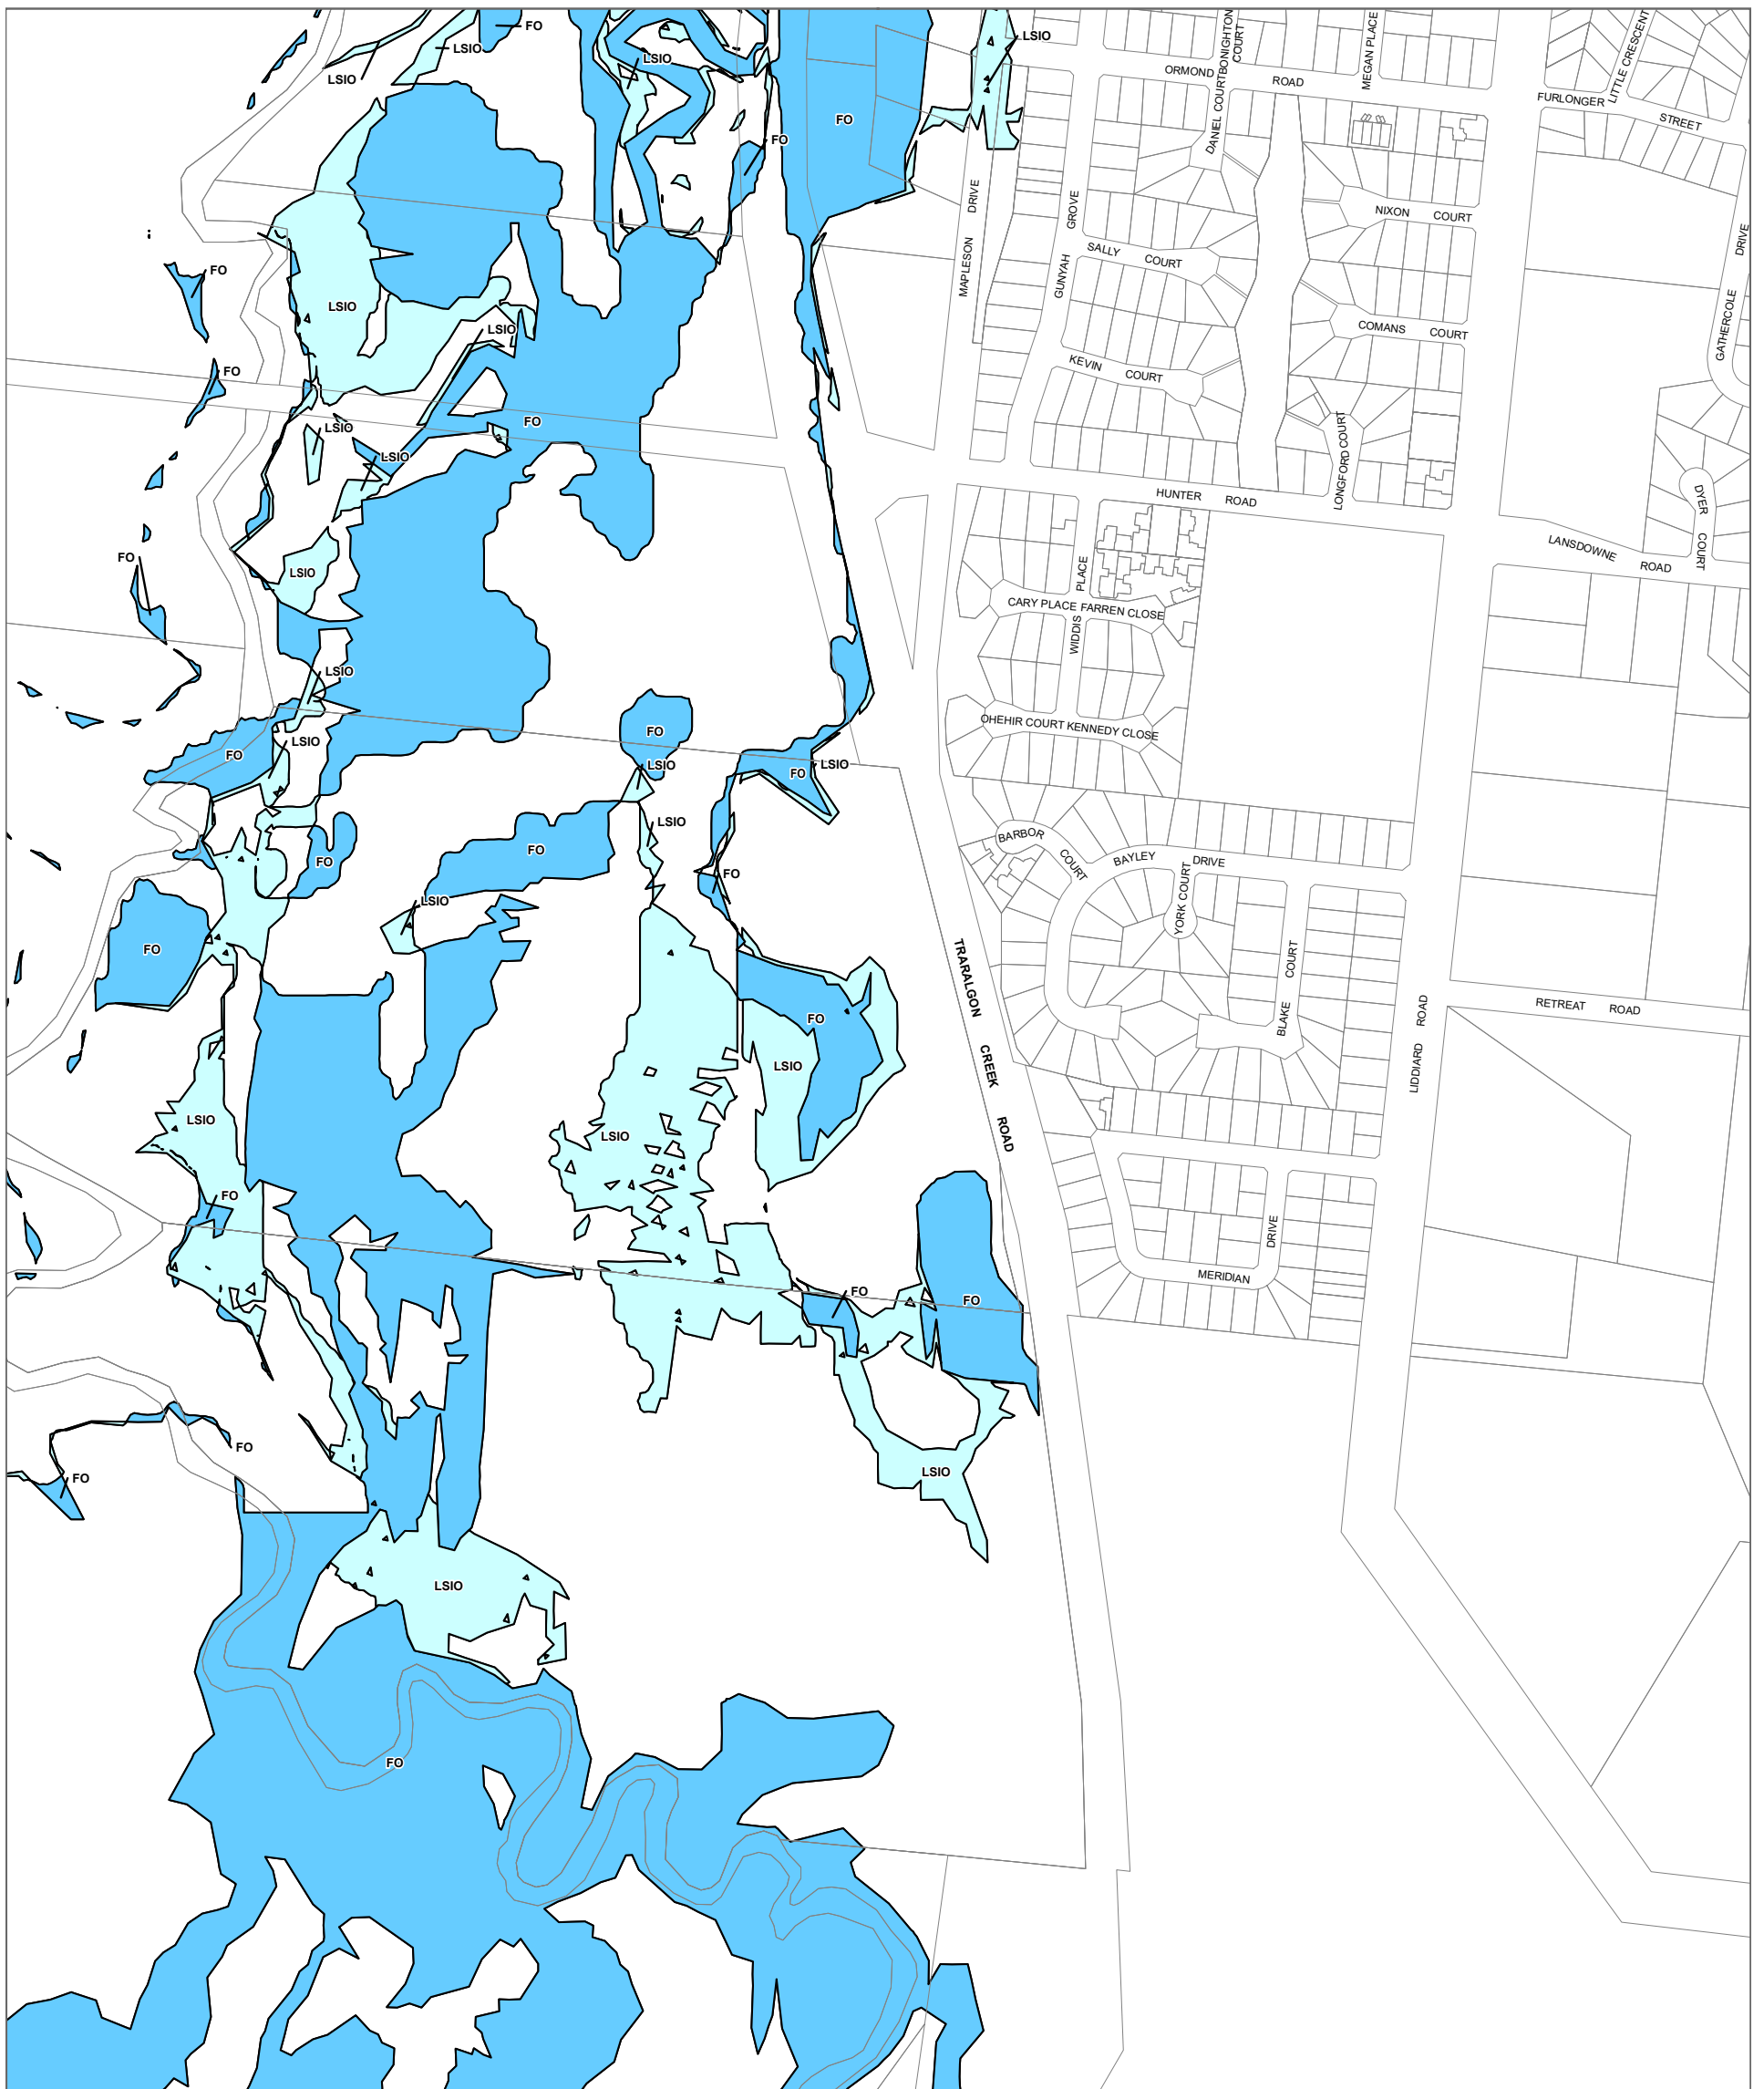 FO
LSIO
LSIO
LSIO
LSIO
FO
FO
ORMOND ROAD
DANIEL COURT
BONIGHTON COURT
MEGAN PLACE
LITTLE CRESCENT
FURLONGER STREET
MAPLESON DRIVE
GUNYAH GROVE
NIXON COURT
SALLY COURT
GATHERCOLE DRIVE
FO
LSIO
LSIO
COMANS COURT
KEVIN COURT
FO
FO
LSIO
LSIO
LONGFORD COURT
HUNTER ROAD
DYER COURT
LANSDOWNE ROAD
FO
LSIO
WIDDIS PLACE
CARY PLACE
FARREN CLOSE
LSIO
OHEHIR COURT
KENNEDY CLOSE
FO
LSIO
FO
LSIO
FO
LSIO
LSIO
FO
FO
FO
BARBOR COURT
BAYLEY DRIVE
YORK COURT
LSIO
FO
TRARALGON CREEK ROAD
BLAKE COURT
LIDDIARD ROAD
RETREAT ROAD
FO
LSIO
LSIO
LSIO
FO
MERIDIAN DRIVE
FO
FO
FO
FO
LSIO
LSIO
FO